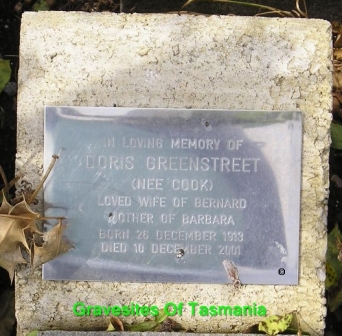 IN LOVING MEMORY OF
DORIS GREENSTREET
(NEE COOK)
LOVED WIFE OF BERNARD
MOTHER OF BARBARA
BORN 26 DECEMBER 1913
DIED 10 DECEMBER 2001
Gravesites Of Tasmania